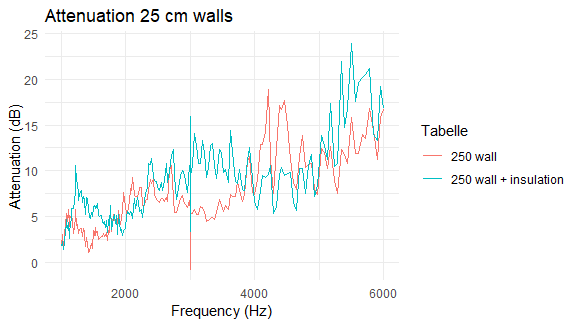 Attenuation 25 cm walls
25
20
15
10
5
0
Attenuation (dB)
2000
4000
6000
Frequency (Hz)
Tabelle
250 wall
250 wall + insulation